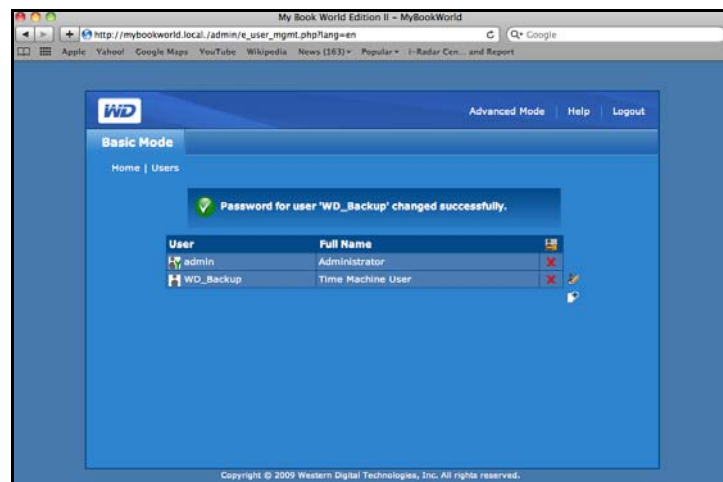 My Book World Edition II – MyBookWorld
http://mybookworld.local./admin/e_user_mgmt.php?lang=en
Google
Apple Yahoo! Google Maps YouTube Wikipedia News (163) Popular I-Radar Cen... and Report
WD
Advanced Mode | Help | Logout
Basic Mode
Home | Users
Password for user 'WD_Backup' changed successfully.
User Full Name
admin Administrator
WD_Backup Time Machine User
Copyright © 2009 Western Digital Technologies, Inc. All rights reserved.